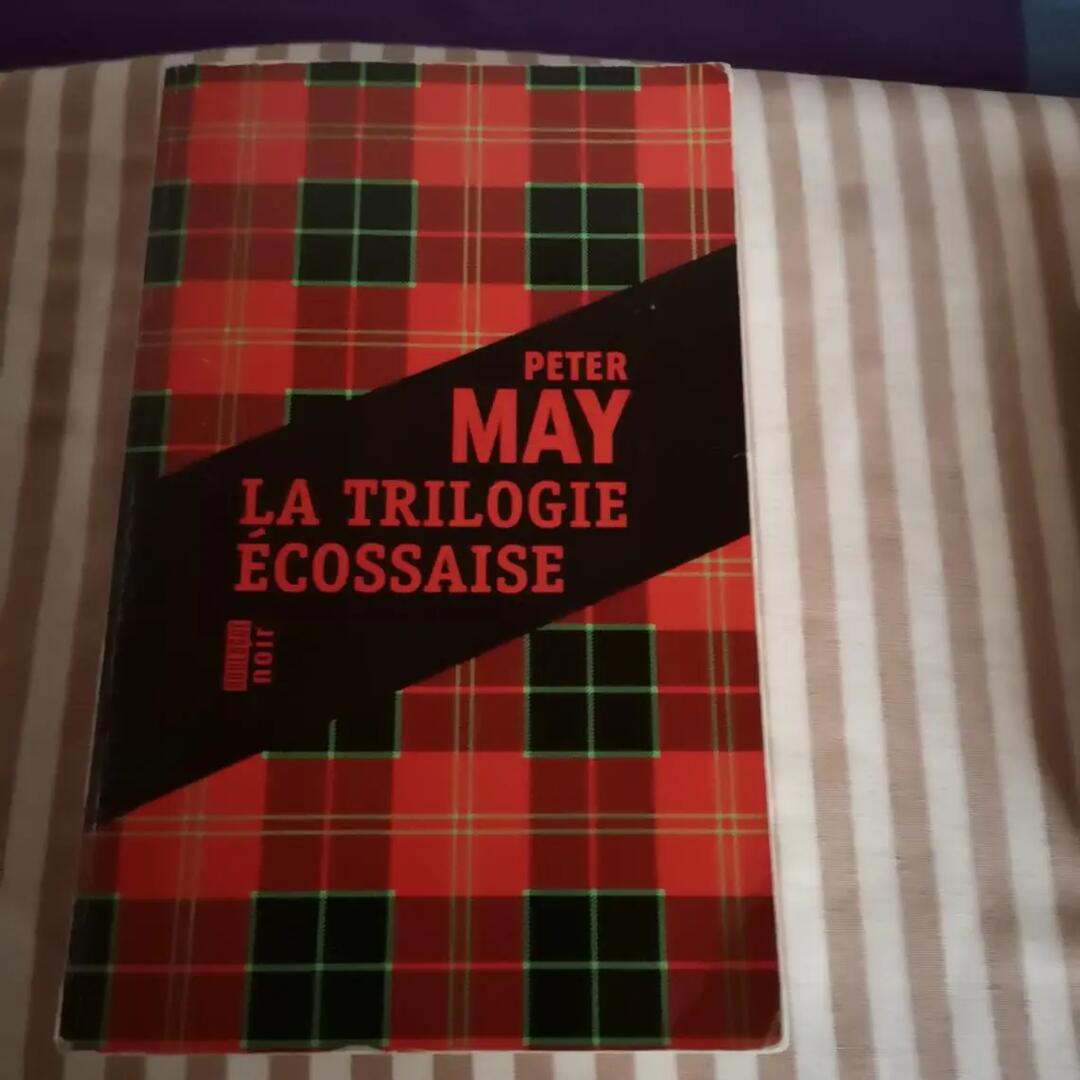 PETER
MAY
LA TRILOGIE
ÉCOSSAISE
noir